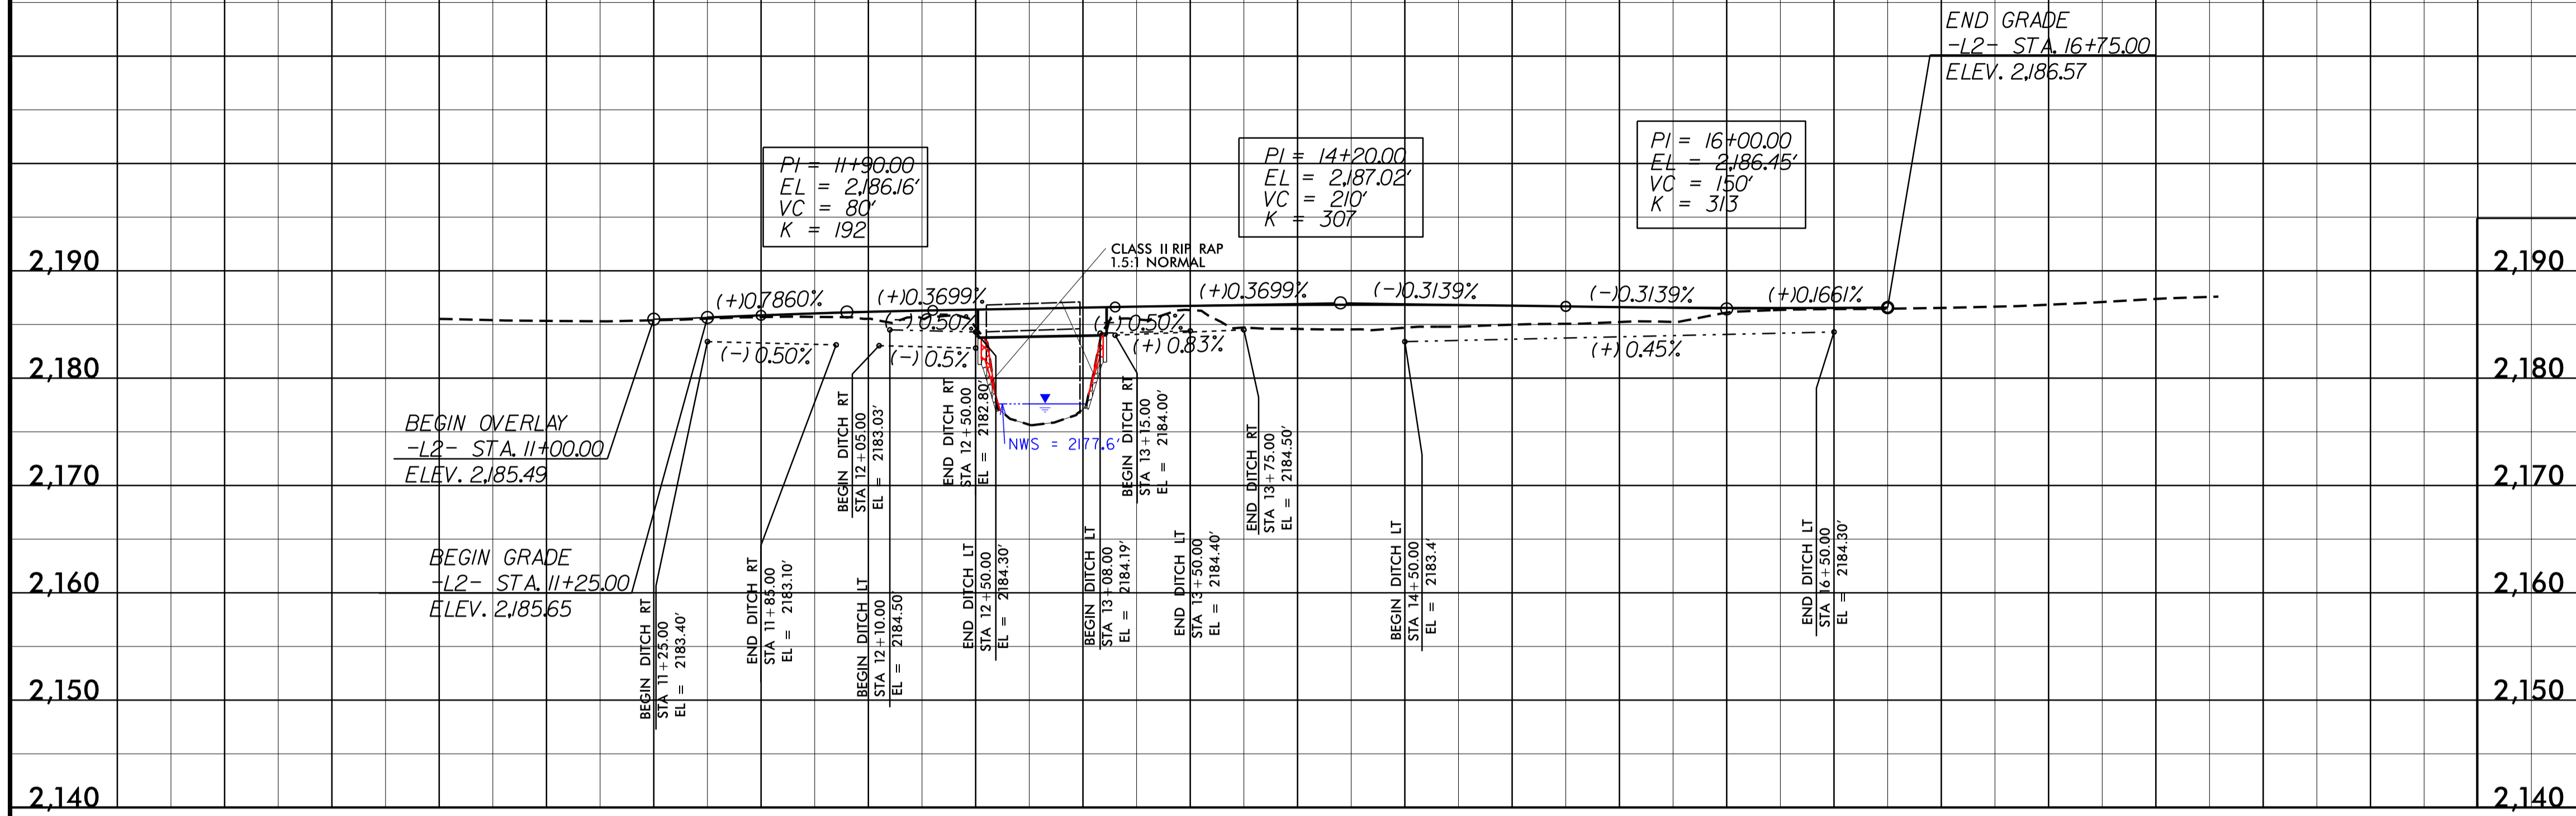 END GRADE
-L2- STA. 16+75.00
ELEV. 2,186.57
PI = 11+90.00
EL = 2,186.16'
VC = 80'
K = 192
PI = 14+20.00
EL = 2,187.02'
VC = 210'
K = 307
PI = 16+00.00
EL = 2,186.45'
VC = 150'
K = 313
CLASS II RIP RAP
1.5:1 NORMAL
2,190
2,190
(+)0.7860%
(+)0.3699%
(+)0.3699%
(-)0.3139%
(-)0.3139%
(+)0.1661%
(-) 0.50%
(+) 0.50%
(-) 0.50%
(-) 0.5%
(+) 0.83%
(+) 0.45%
2,180
2,180
BEGIN OVERLAY
-L2- STA. 11+00.00
ELEV. 2,185.49
NWS = 2177.6'
2,170
2,170
BEGIN GRADE
-L2- STA. 11+25.00
ELEV. 2,185.65
2,160
2,160
BEGIN DITCH RT
STA 11+25.00
EL = 2183.40'
END DITCH RT
STA 11+85.00
EL = 2183.10'
BEGIN DITCH RT
STA 12+05.00
EL = 2183.03'
BEGIN DITCH LT
STA 12+10.00
EL = 2184.50'
END DITCH RT
STA 12+50.00
EL = 2182.80'
END DITCH LT
STA 12+50.00
EL = 2184.30'
BEGIN DITCH LT
STA 13+08.00
EL = 2184.19'
BEGIN DITCH RT
STA 13+15.00
EL = 2184.00'
END DITCH LT
STA 13+50.00
EL = 2184.40'
END DITCH RT
STA 13+75.00
EL = 2184.50'
BEGIN DITCH LT
STA 14+50.00
EL = 2183.4'
END DITCH LT
STA 16+50.00
EL = 2184.30'
2,150
2,150
2,140
2,140